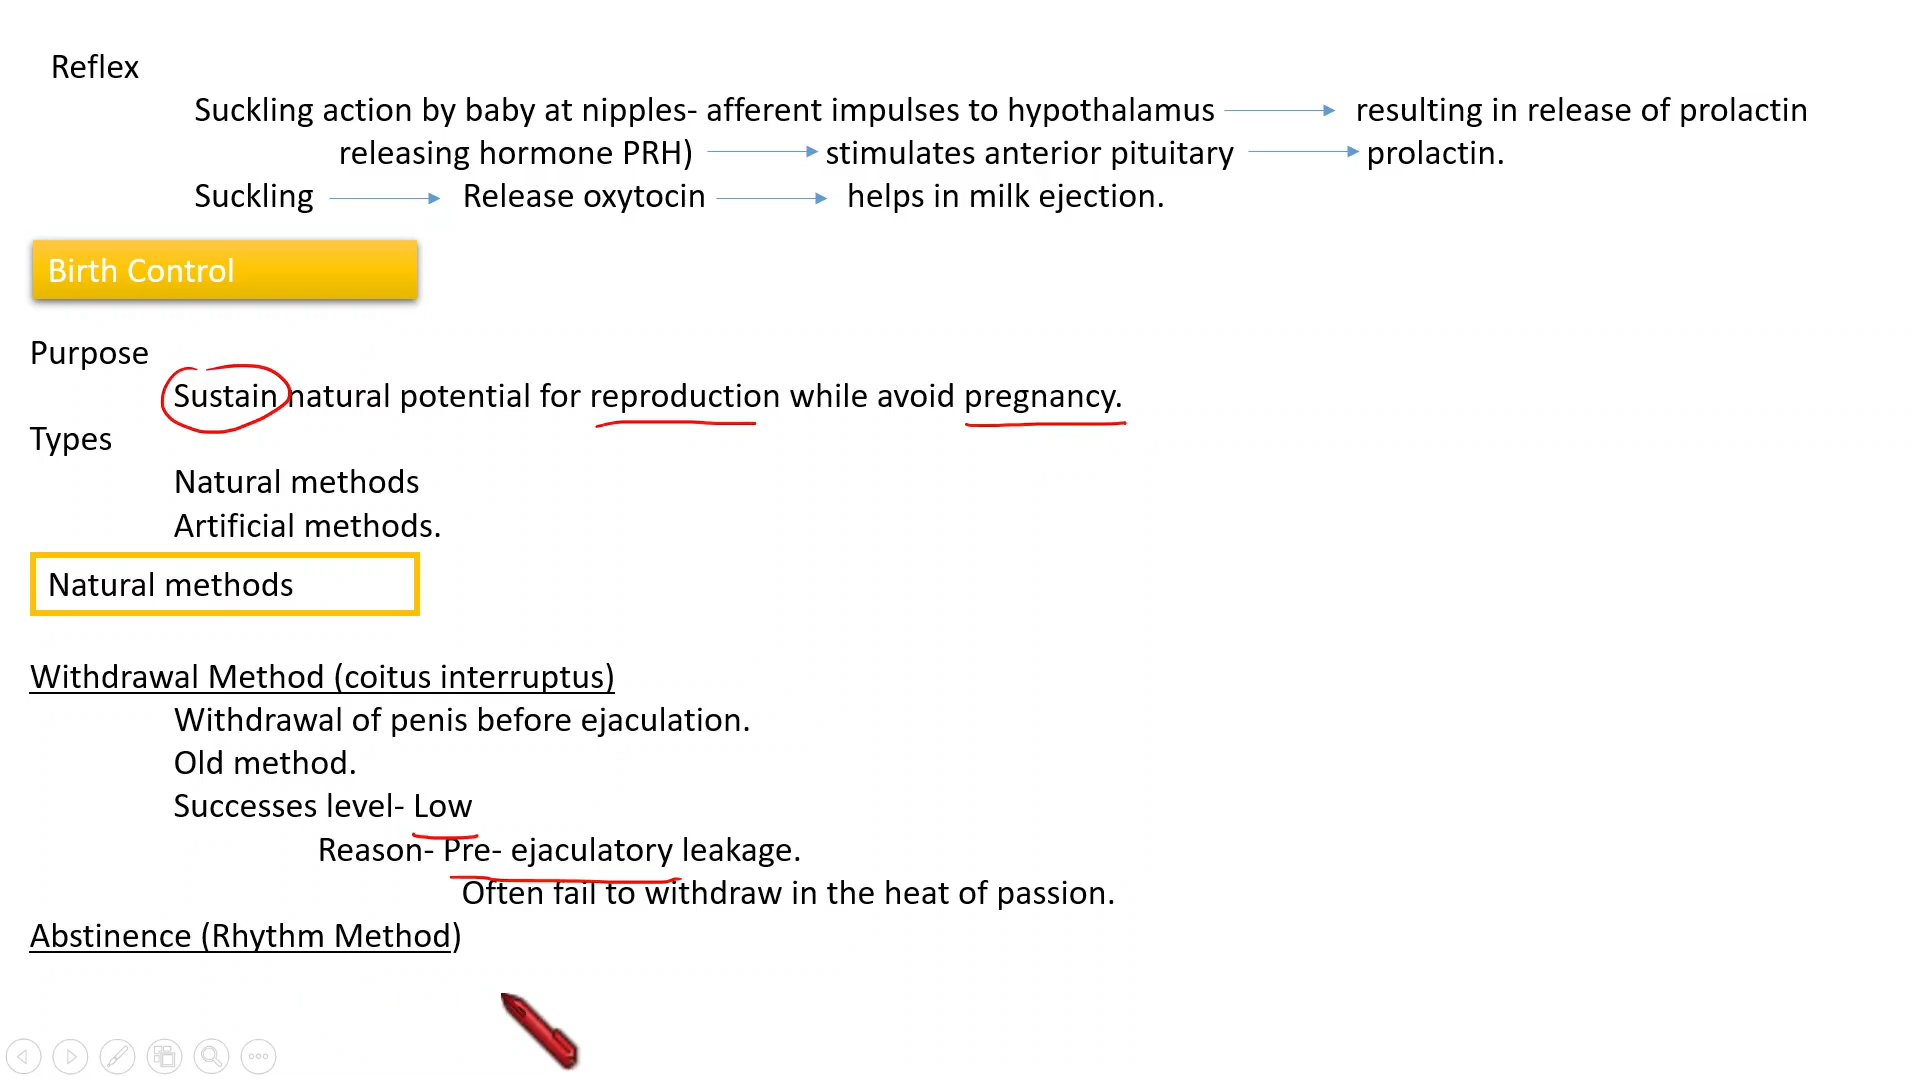 Reflex
Suckling action by baby at nipples- afferent impulses to hypothalamus resulting in release of prolactin
releasing hormone PRH) stimulates anterior pituitary prolactin.
Suckling Release oxytocin helps in milk ejection.
Birth Control
Purpose
Sustain natural potential for reproduction while avoid pregnancy.
Types
Natural methods
Artificial methods.
Natural methods
Withdrawal Method (coitus interruptus)
Withdrawal of penis before ejaculation.
Old method.
Successes level- Low
Reason- Pre- ejaculatory leakage.
Often fail to withdraw in the heat of passion.
Abstinence (Rhythm Method)